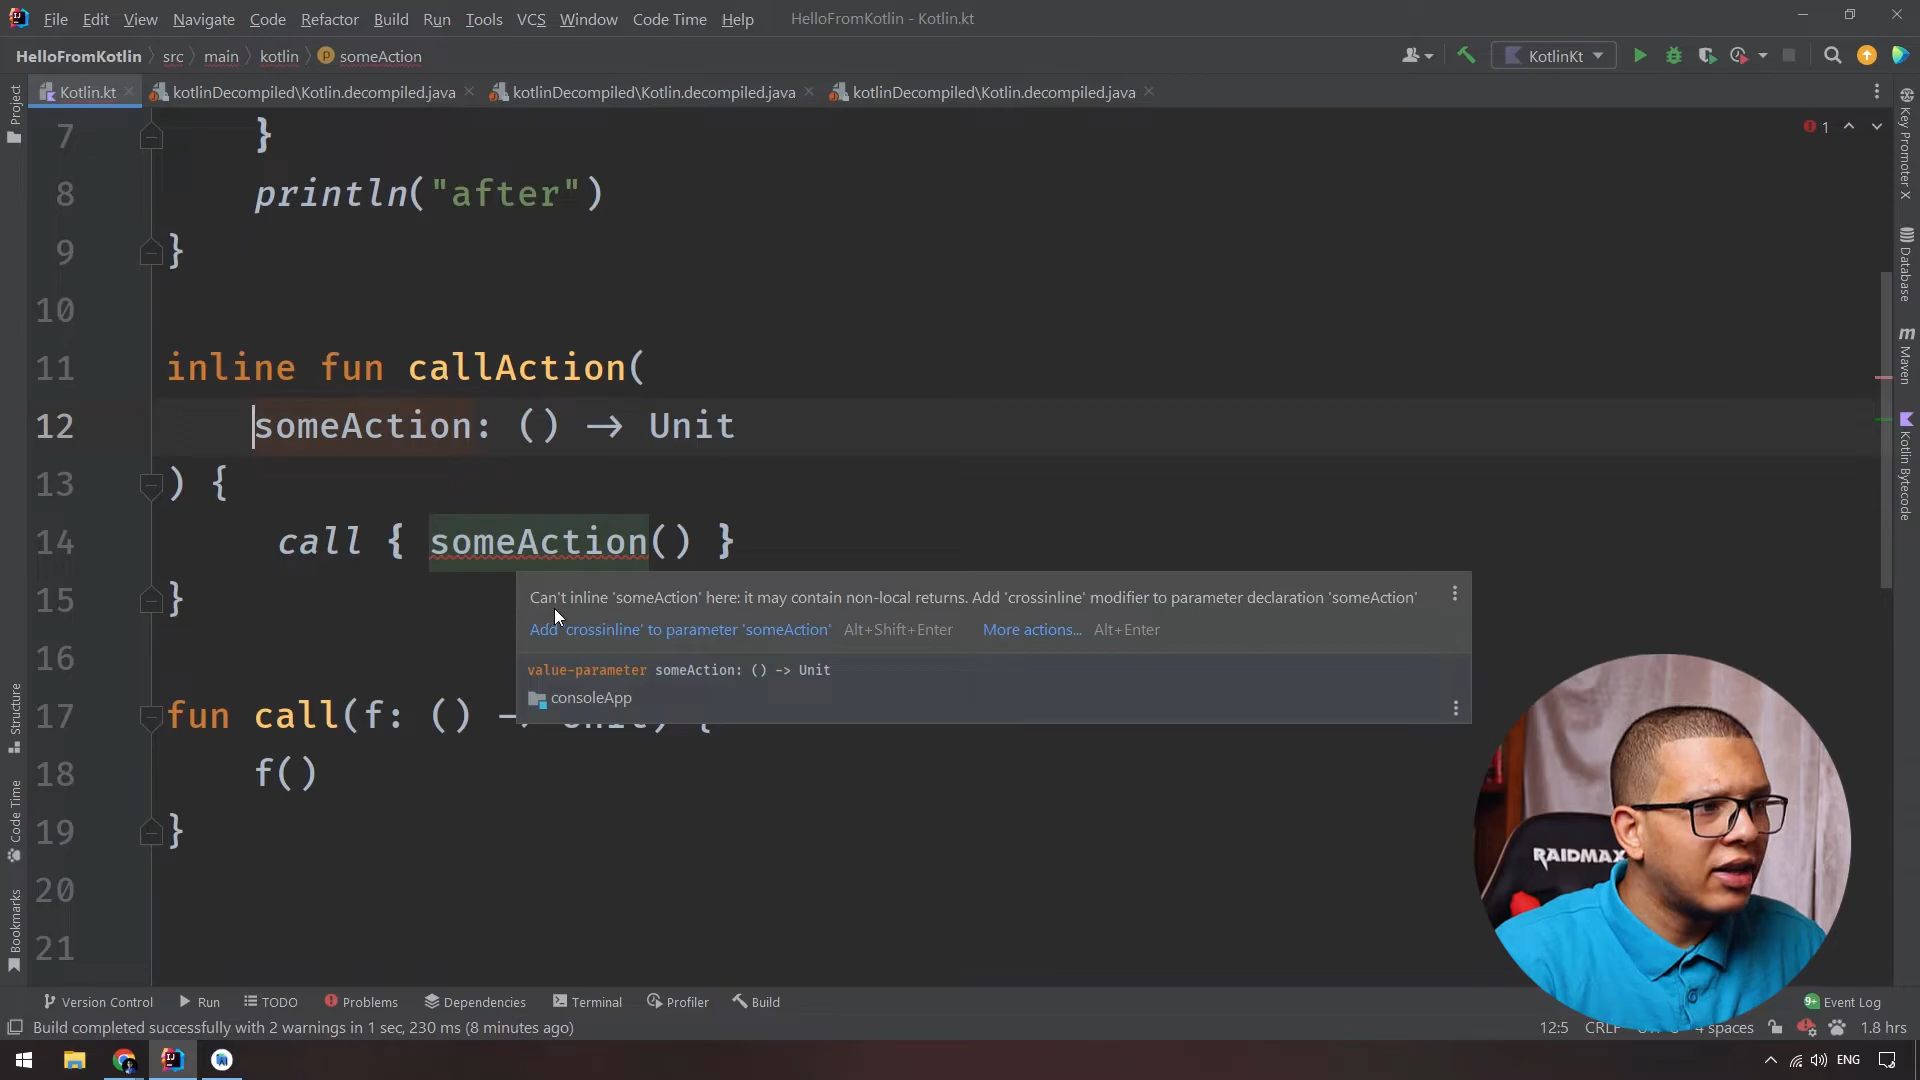 File Edit View Navigate Code Refactor Build Run Tools VCS Window Code Time Help HelloFromKotlin - Kotlin.kt
HelloFromKotlin src main kotlin someAction KotlinKt
Kotlin.kt kotlinDecompiled\Kotlin.decompiled.java kotlinDecompiled\Kotlin.decompiled.java kotlinDecompiled\Kotlin.decompiled.java
Project
Structure
Code Time
Bookmarks
1
7 }
8 println("after")
9 }
10
11 inline fun callAction(
12 someAction: () → Unit
13 ) {
14 call { someAction() }
15 }
16
17 fun call(f: () {
18 f()
19 }
20
21
Can't inline 'someAction' here: it may contain non-local returns. Add 'crossinline' modifier to parameter declaration 'someAction'
Add 'crossinline' to parameter 'someAction' Alt+Shift+Enter More actions... Alt+Enter
value-parameter someAction: () -> Unit
consoleApp
Key Promoter X
Database
Maven
Kotlin Bytecode
RAIDMAX
Version Control Run TODO Problems Dependencies Terminal Profiler Build 9+ Event Log
Build completed successfully with 2 warnings in 1 sec, 230 ms (8 minutes ago) 12:5 CRLF 4 spaces 1.8 hrs
ENG